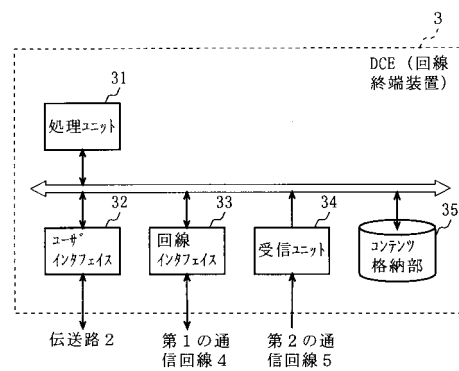 3
DCE（回線
終端装置）
31
処理ユニット
32
ユーザ
インタフェイス
33
回線
インタフェイス
34
受信ユニット
35
コンテンツ
格納部
伝送路2
第1の通
信回線4
第2の通
信回線5